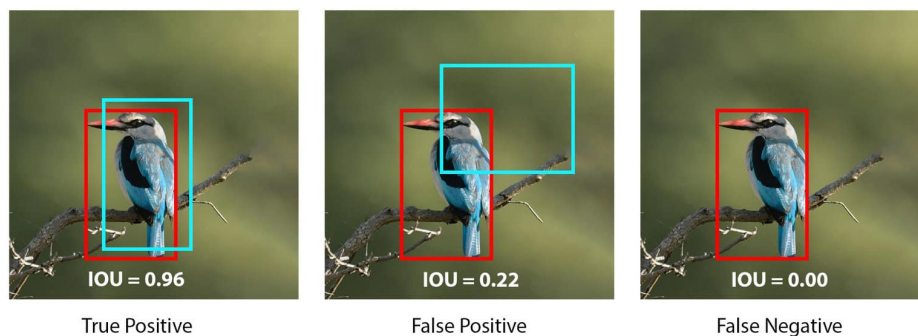 IOU = 0.96
IOU = 0.22
IOU = 0.00
True Positive
False Positive
False Negative